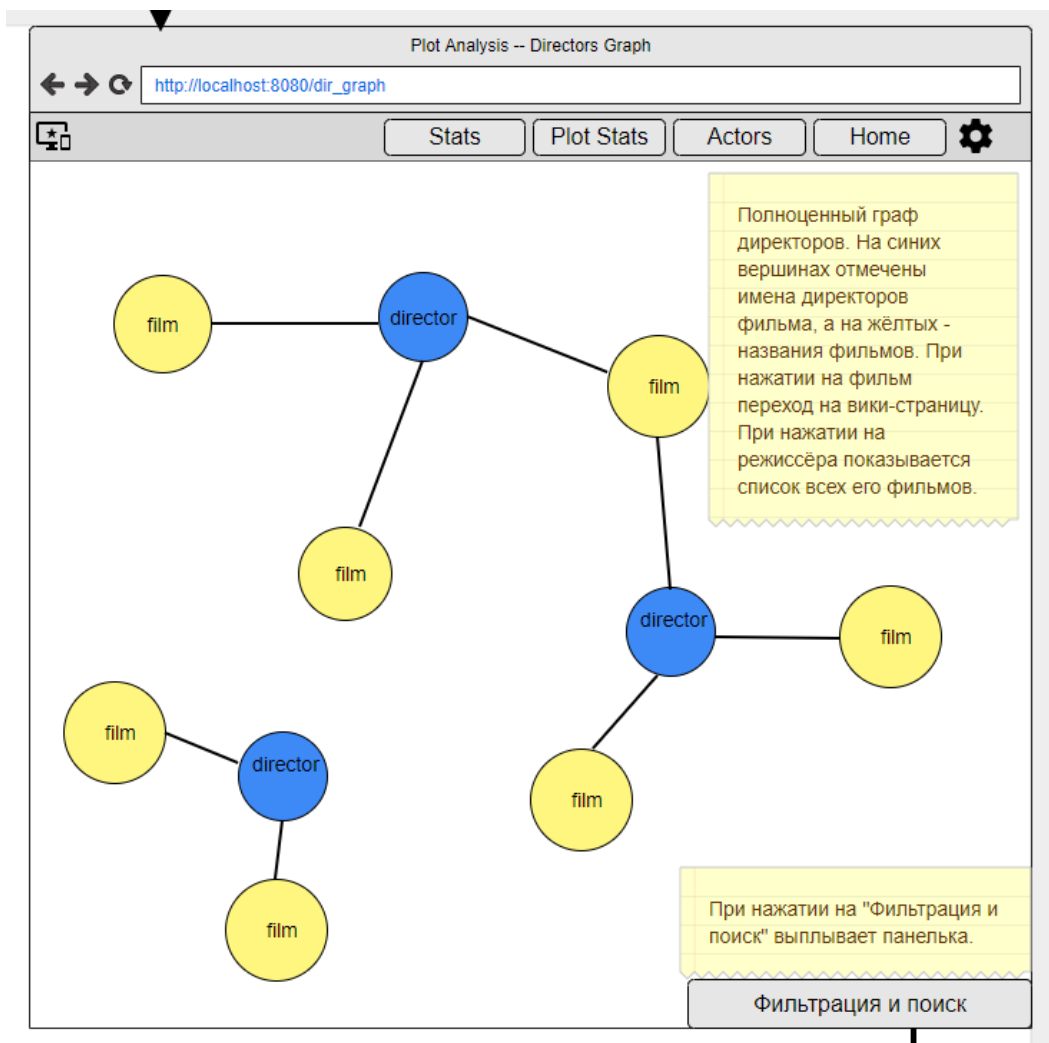 Plot Analysis -- Directors Graph
http://localhost:8080/dir_graph
Stats
Plot Stats
Actors
Home
Полноценный граф
директоров. На синих
вершинах отмечены
имена директоров
фильма, а на жёлтых -
названия фильмов. При
нажатии на фильм
переход на вики-страницу.
При нажатии на
режиссёра показывается
список всех его фильмов.
film
director
film
film
director
film
film
director
film
film
При нажатии на "Фильтрация и
поиск" выплывает панелька.
Фильтрация и поиск